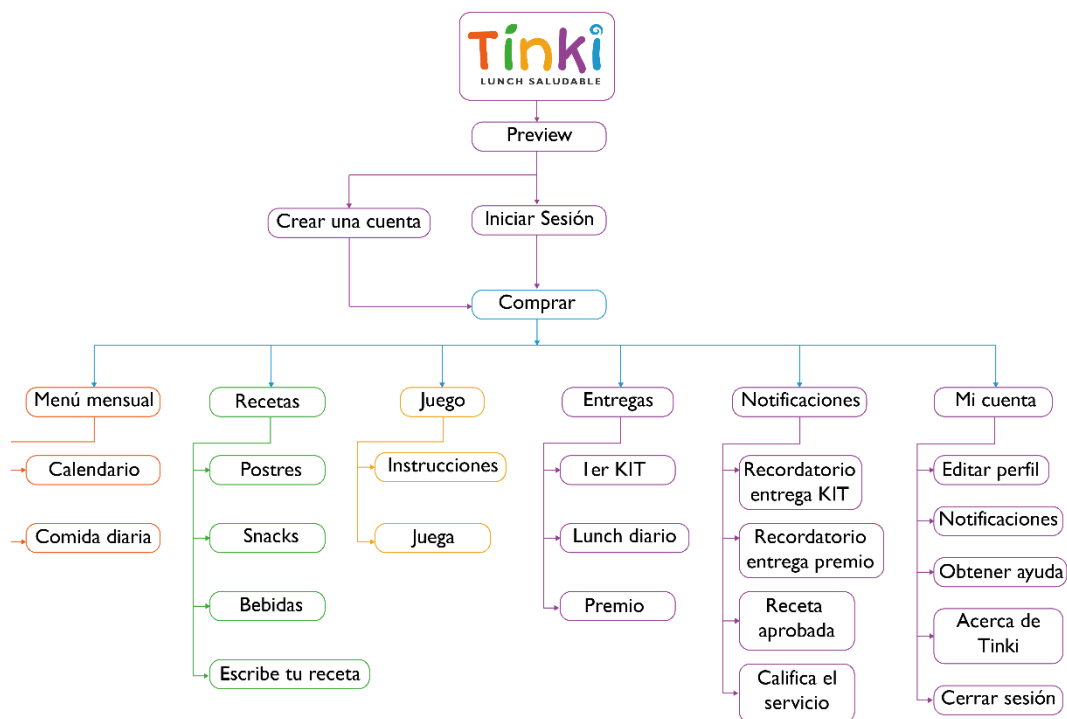 Tinki
LUNCH SALUDABLE
Preview
Crear una cuenta
Iniciar Sesión
Comprar
Menú mensual
Calendario
Comida diaria
Recetas
Postres
Snacks
Bebidas
Escribe tu receta
Juego
Instrucciones
Juega
Entregas
1er KIT
Lunch diario
Premio
Notificaciones
Recordatorio
entrega KIT
Recordatorio
entrega premio
Receta
aprobada
Califica el
servicio
Mi cuenta
Editar perfil
Notificaciones
Obtener ayuda
Acerca de
Tinki
Cerrar sesión